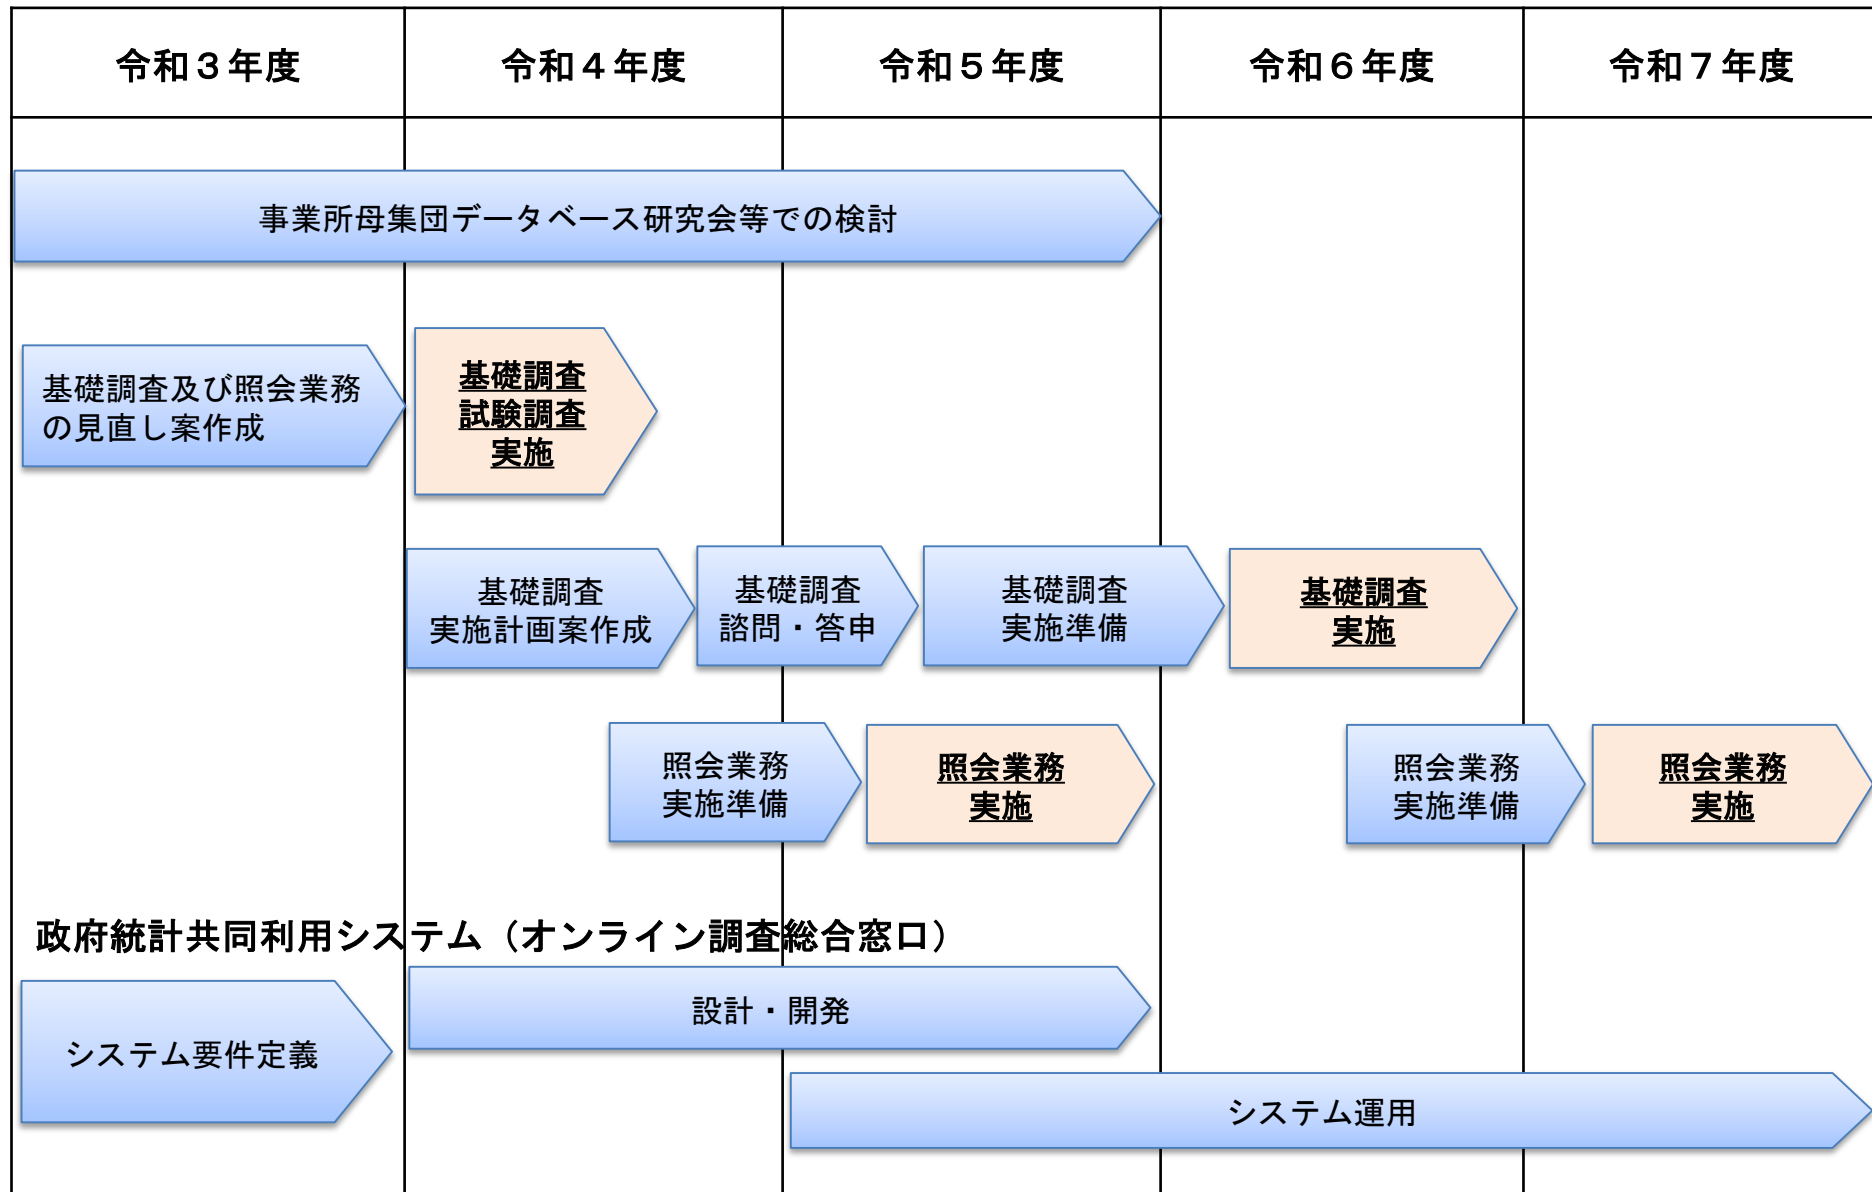 令和３年度
令和４年度
令和５年度
令和６年度
令和７年度
事業所母集団データベース研究会等での検討
基礎調査及び照会業務
の見直し案作成
基礎調査
試験調査
実施
基礎調査
実施計画案作成
基礎調査
諮問・答申
基礎調査
実施準備
基礎調査
実施
照会業務
実施準備
照会業務
実施
照会業務
実施準備
照会業務
実施
政府統計共同利用システム（オンライン調査総合窓口）
システム要件定義
設計・開発
システム運用